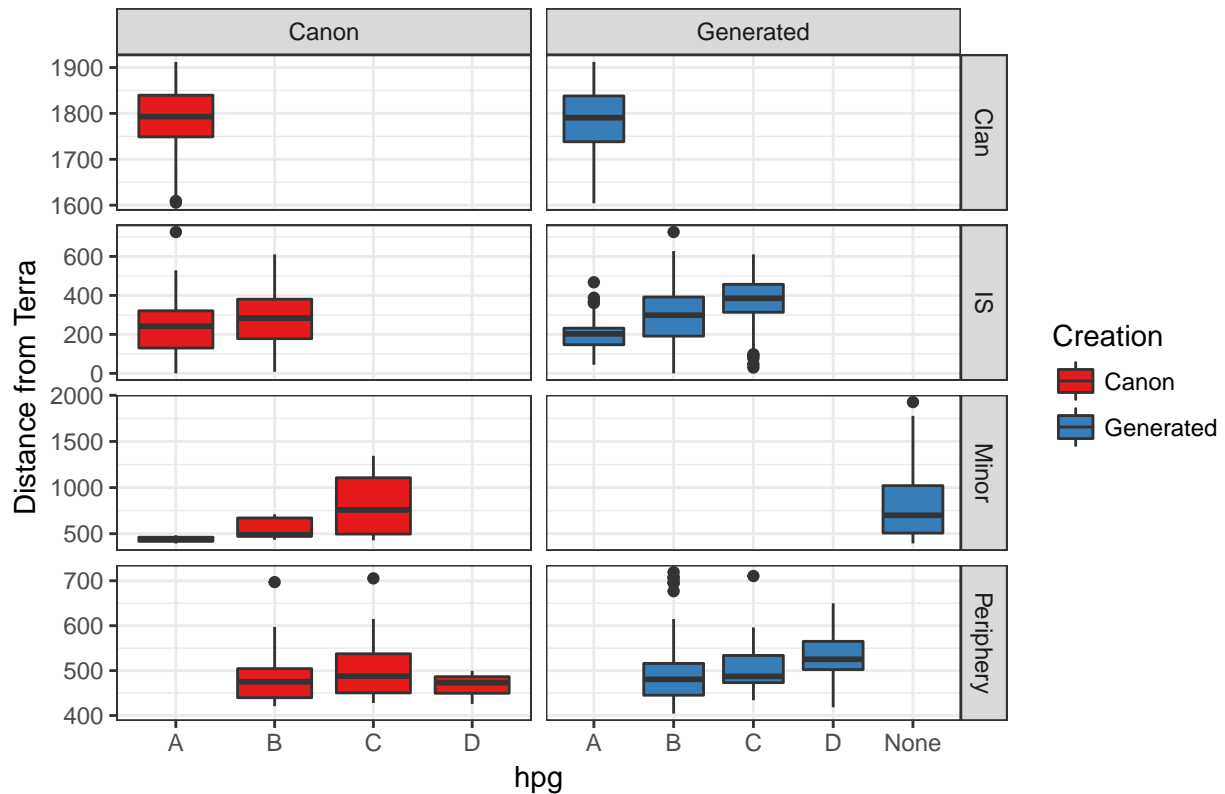 Canon Generated
1900
1800
1700
1600
Clan
600
400
200
0
IS
2000
1500
1000
500
Minor
700
600
500
400
Periphery
A B C D A B C D None
hpg
Distance from Terra
Creation
Canon
Generated